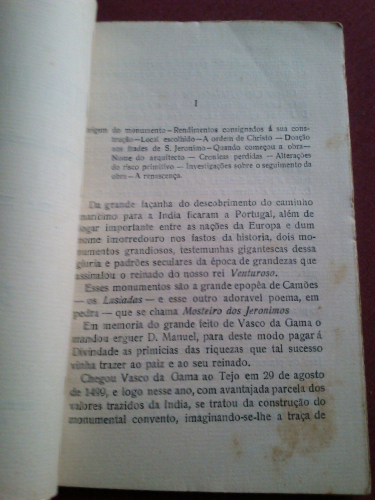 I
Origem do monumento—Rendimentos consignados á sua cons-
trução—Local escolhido—A ordem de Christo—Doação
aos frades de S. Jeronimo—Quando começou a obra—
Nome do arquitecto—Cronicas perdidas—Alterações
de risco primitivo—Investigações sobre o seguimento da
obra—A renascença.
Da grande façanha do descobrimento do caminho
maritimo para a India ficaram a Portugal, além de
logar importante entre as nações da Europa e dum
nome imorredouro nos fastos da historia, dois mo-
numentos grandiosos, testemunhas gigantescas dessa
gloria e padrões seculares da época de grandezas que
assinalou o reinado do nosso rei Venturoso.
Esses monumentos são a grande epopêa de Camões
—os Lusiadas—e esse outro adoravel poema, em
pedra—que se chama Mosteiro dos Jeronimos
Em memoria do grande feito de Vasco da Gama o
mandou erguer D. Manuel, para deste modo pagar á
Divindade as primicias das riquezas que tal sucesso
vinha trazer ao paiz e ao seu reinado.
Chegou Vasco da Gama ao Tejo em 29 de agosto
de 1499, e logo nesse ano, com avantajada parcela dos
valores trazidos da India, se tratou da construção do
monumental convento, imaginando-se-lhe a traça de